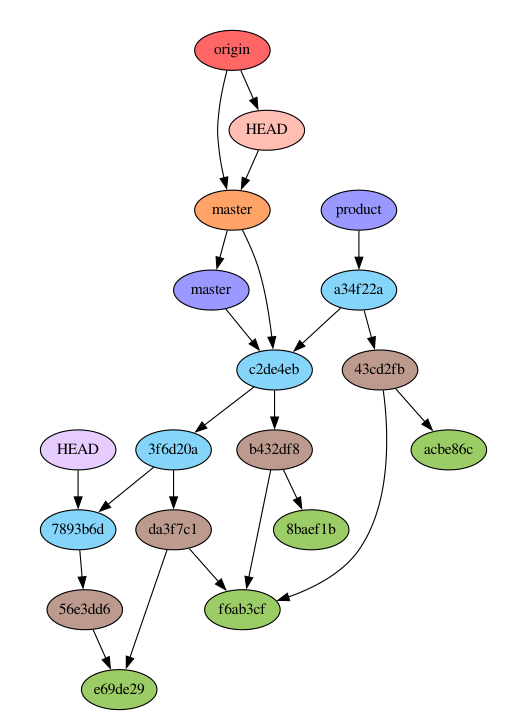 origin
HEAD
master
product
master
a34f22a
c2de4eb
43cd2fb
HEAD
3f6d20a
b432df8
acbe86c
7893b6d
da3f7c1
8baef1b
56e3dd6
f6ab3cf
e69de29